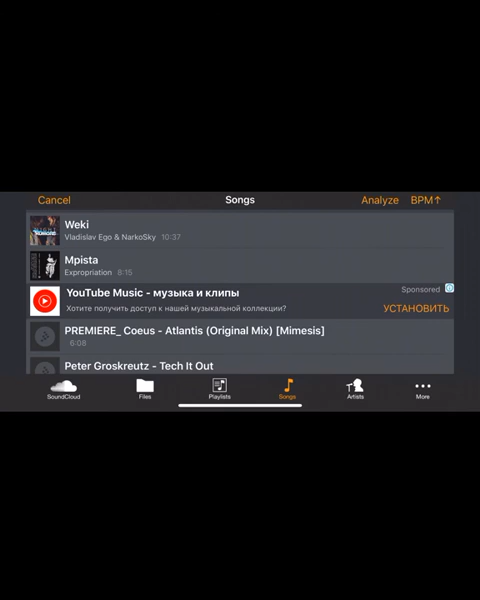 Cancel Songs Analyze BPM↑
Weki
Vladislav Ego & NarkoSky 10:37
Mpista
Expropriation 8:15
YouTube Music - музыка и клипы Sponsored
Хотите получить доступ к нашей музыкальной коллекции? УСТАНОВИТЬ
PREMIERE_ Coeus - Atlantis (Original Mix) [Mimesis]
6:08
Peter Groskreutz - Tech It Out
SoundCloud Files Playlists Songs Artists More